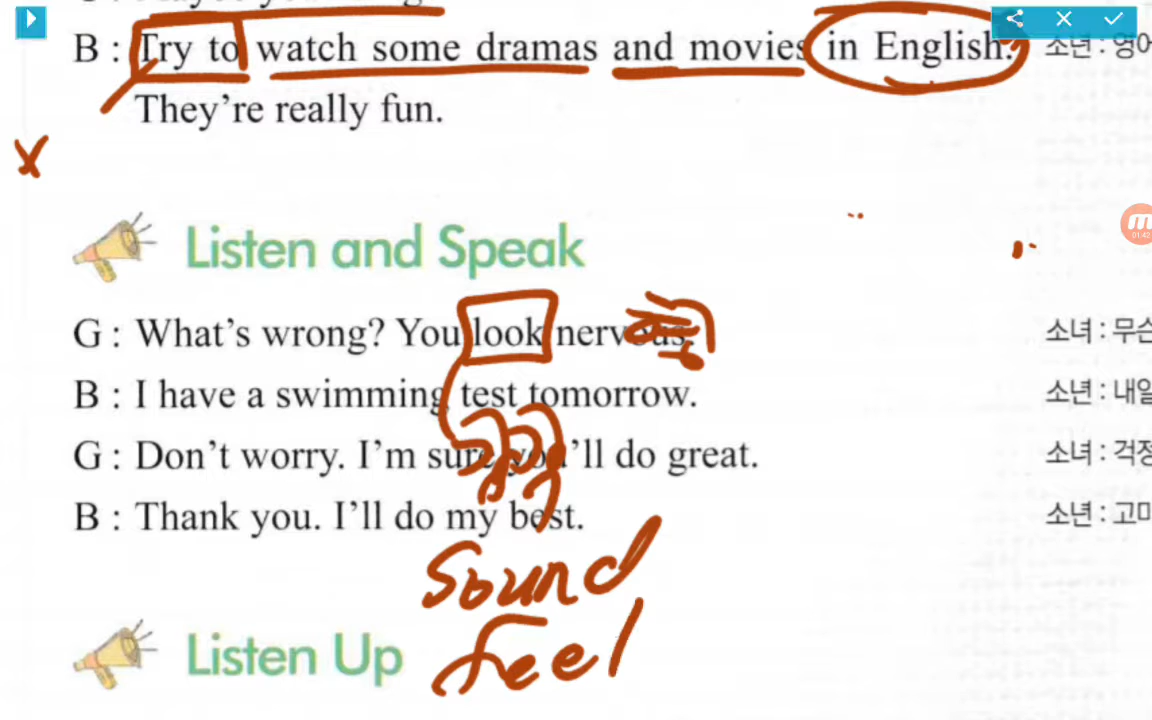 B : Try to watch some dramas and movies in English. 소년 : 영어
They're really fun.
x
Listen and Speak
01:42
G : What's wrong? You look nervous. 소녀 : 무슨
B : I have a swimming test tomorrow. 소년 : 내일
G : Don't worry. I'm sure you'll do great. 소녀 : 걱정
B : Thank you. I'll do my best. 소년 : 고마
Sound
feel
Listen Up